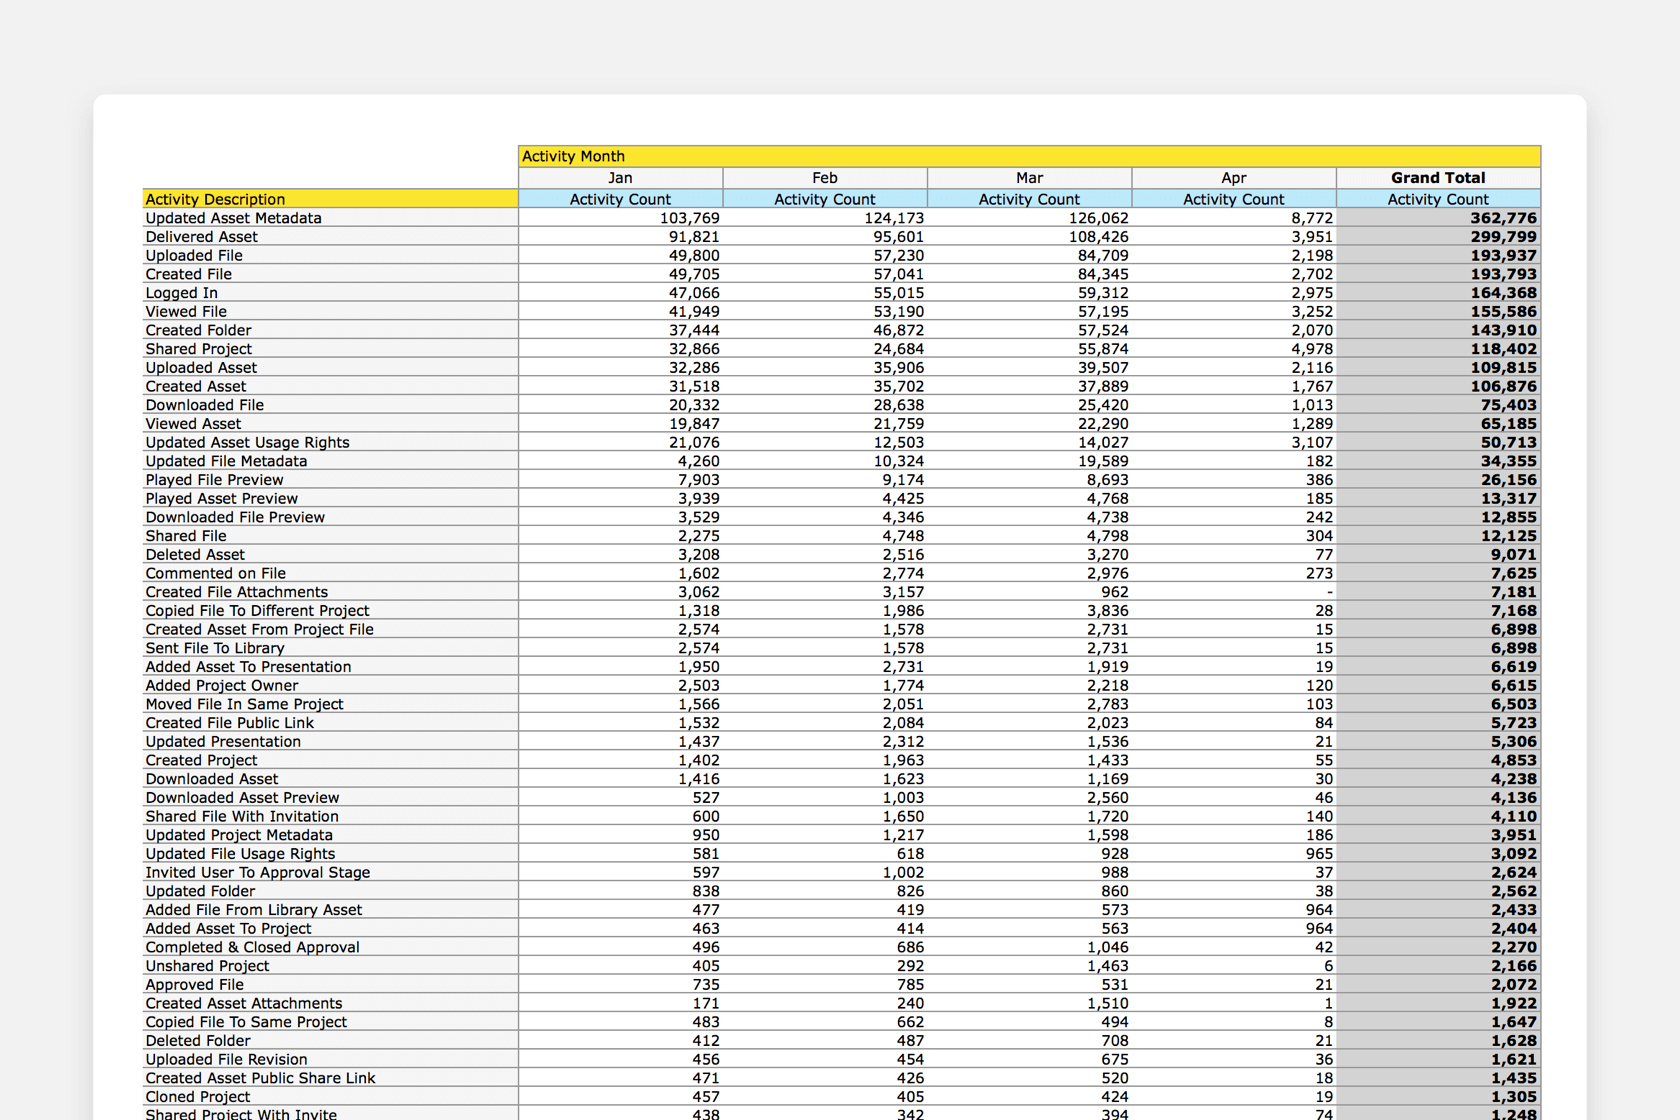 Activity Month
Jan Feb Mar Apr Grand Total
Activity Description Activity Count Activity Count Activity Count Activity Count Activity Count
Updated Asset Metadata 103,769 124,173 126,062 8,772 362,776
Delivered Asset 91,821 95,601 108,426 3,951 299,799
Uploaded File 49,800 57,230 84,709 2,198 193,937
Created File 49,705 57,041 84,345 2,702 193,793
Logged In 47,066 55,015 59,312 2,975 164,368
Viewed File 41,949 53,190 57,195 3,252 155,586
Created Folder 37,444 46,872 57,524 2,070 143,910
Shared Project 32,866 24,684 55,874 4,978 118,402
Uploaded Asset 32,286 35,906 39,507 2,116 109,815
Created Asset 31,518 35,702 37,889 1,767 106,876
Downloaded File 20,332 28,638 25,420 1,013 75,403
Viewed Asset 19,847 21,759 22,290 1,289 65,185
Updated Asset Usage Rights 21,076 12,503 14,027 3,107 50,713
Updated File Metadata 4,260 10,324 19,589 182 34,355
Played File Preview 7,903 9,174 8,693 386 26,156
Played Asset Preview 3,939 4,425 4,768 185 13,317
Downloaded File Preview 3,529 4,346 4,738 242 12,855
Shared File 2,275 4,748 4,798 304 12,125
Deleted Asset 3,208 2,516 3,270 77 9,071
Commented on File 1,602 2,774 2,976 273 7,625
Created File Attachments 3,062 3,157 962 - 7,181
Copied File To Different Project 1,318 1,986 3,836 28 7,168
Created Asset From Project File 2,574 1,578 2,731 15 6,898
Sent File To Library 2,574 1,578 2,731 15 6,898
Added Asset To Presentation 1,950 2,731 1,919 19 6,619
Added Project Owner 2,503 1,774 2,218 120 6,615
Moved File In Same Project 1,566 2,051 2,783 103 6,503
Created File Public Link 1,532 2,084 2,023 84 5,723
Updated Presentation 1,437 2,312 1,536 21 5,306
Created Project 1,402 1,963 1,433 55 4,853
Downloaded Asset 1,416 1,623 1,169 30 4,238
Downloaded Asset Preview 527 1,003 2,560 46 4,136
Shared File With Invitation 600 1,650 1,720 140 4,110
Updated Project Metadata 950 1,217 1,598 186 3,951
Updated File Usage Rights 581 618 928 965 3,092
Invited User To Approval Stage 597 1,002 988 37 2,624
Updated Folder 838 826 860 38 2,562
Added File From Library Asset 477 419 573 964 2,433
Added Asset To Project 463 414 563 964 2,404
Completed & Closed Approval 496 686 1,046 42 2,270
Unshared Project 405 292 1,463 6 2,166
Approved File 735 785 531 21 2,072
Created Asset Attachments 171 240 1,510 1 1,922
Copied File To Same Project 483 662 494 8 1,647
Deleted Folder 412 487 708 21 1,628
Uploaded File Revision 456 454 675 36 1,621
Created Asset Public Share Link 471 426 520 18 1,435
Cloned Project 457 405 424 19 1,305
Shared Project With Invite 438 342 394 74 1,248